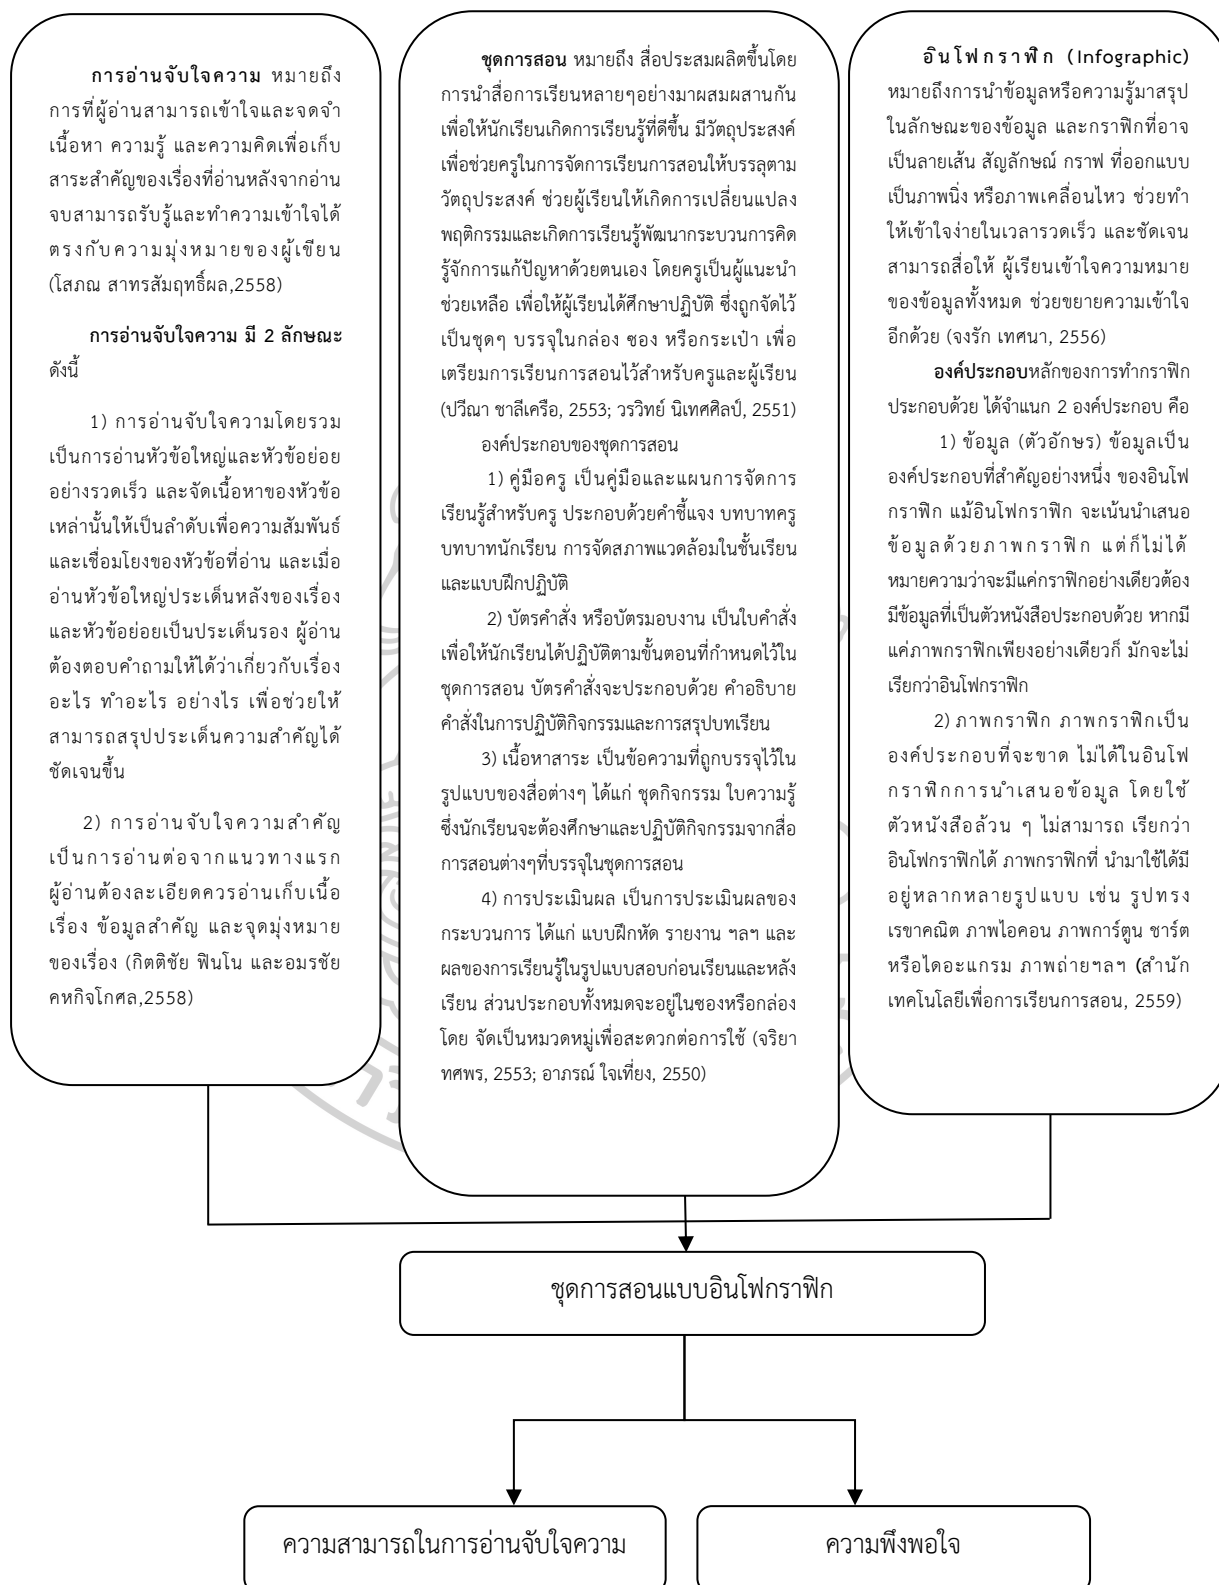 การอ่านจับใจความ หมายถึง
การที่ผู้อ่านสามารถเข้าใจและจดจำ
เนื้อหา ความรู้ และความคิดเพื่อเก็บ
สาระสำคัญของเรื่องที่อ่านหลังจากอ่าน
จบสามารถรับรู้และทำความเข้าใจได้
ตรงกับความมุ่งหมายของผู้เขียน
(โสภณ สาทรสัมฤทธิ์ผล,2558)
การอ่านจับใจความ มี 2 ลักษณะ
ดังนี้
1) การอ่านจับใจความโดยรวม
เป็นการอ่านหัวข้อใหญ่และหัวข้อย่อย
อย่างรวดเร็ว และจัดเนื้อหาของหัวข้อ
เหล่านั้นให้เป็นลำดับเพื่อความสัมพันธ์
และเชื่อมโยงของหัวข้อที่อ่าน และเมื่อ
อ่านหัวข้อใหญ่ประเด็นหลังของเรื่อง
และหัวข้อย่อยเป็นประเด็นรอง ผู้อ่าน
ต้องตอบคำถามให้ได้ว่าเกี่ยวกับเรื่อง
อะไร ทำอะไร อย่างไร เพื่อช่วยให้
สามารถสรุปประเด็นความสำคัญได้
ชัดเจนขึ้น
2) การอ่านจับใจความสำคัญ
เป็นการอ่านต่อจากแนวทางแรก
ผู้อ่านต้องละเอียดควรอ่านเก็บเนื้อ
เรื่อง ข้อมูลสำคัญ และจุดมุ่งหมาย
ของเรื่อง (กิตติชัย ฟินโน และอมรชัย
คหกิจโกศล,2558)
ชุดการสอน หมายถึง สื่อประสมผลิตขึ้นโดย
การนำสื่อการเรียนหลายๆอย่างมาผสมผสานกัน
เพื่อให้นักเรียนเกิดการเรียนรู้ที่ดีขึ้น มีวัตถุประสงค์
เพื่อช่วยครูในการจัดการเรียนการสอนให้บรรลุตาม
วัตถุประสงค์ ช่วยผู้เรียนให้เกิดการเปลี่ยนแปลง
พฤติกรรมและเกิดการเรียนรู้พัฒนากระบวนการคิด
รู้จักการแก้ปัญหาด้วยตนเอง โดยครูเป็นผู้แนะนำ
ช่วยเหลือ เพื่อให้ผู้เรียนได้ศึกษาปฏิบัติ ซึ่งถูกจัดไว้
เป็นชุดๆ บรรจุในกล่อง ซอง หรือกระเป๋า เพื่อ
เตรียมการเรียนการสอนไว้สำหรับครูและผู้เรียน
(ปวีณา ชาลีเครือ, 2553; วรวิทย์ นิเทศศิลป์, 2551)
องค์ประกอบของชุดการสอน
1) คู่มือครู เป็นคู่มือและแผนการจัดการ
เรียนรู้สำหรับครู ประกอบด้วยคำชี้แจง บทบาทครู
บทบาทนักเรียน การจัดสภาพแวดล้อมในชั้นเรียน
และแบบฝึกปฏิบัติ
2) บัตรคำสั่ง หรือบัตรมอบงาน เป็นใบคำสั่ง
เพื่อให้นักเรียนได้ปฏิบัติตามขั้นตอนที่กำหนดไว้ใน
ชุดการสอน บัตรคำสั่งจะประกอบด้วย คำอธิบาย
คำสั่งในการปฏิบัติกิจกรรมและการสรุปบทเรียน
3) เนื้อหาสาระ เป็นข้อความที่ถูกบรรจุไว้ใน
รูปแบบของสื่อต่างๆ ได้แก่ ชุดกิจกรรม ใบความรู้
ซึ่งนักเรียนจะต้องศึกษาและปฏิบัติกิจกรรมจากสื่อ
การสอนต่างๆที่บรรจุในชุดการสอน
4) การประเมินผล เป็นการประเมินผลของ
กระบวนการ ได้แก่ แบบฝึกหัด รายงาน ฯลฯ และ
ผลของการเรียนรู้ในรูปแบบสอบก่อนเรียนและหลัง
เรียน ส่วนประกอบทั้งหมดจะอยู่ในซองหรือกล่อง
โดย จัดเป็นหมวดหมู่เพื่อสะดวกต่อการใช้ (จริยา
ทศพร, 2553; อาภรณ์ ใจเที่ยง, 2550)
อินโฟกราฟิก (Infographic)
หมายถึงการนำข้อมูลหรือความรู้มาสรุป
ในลักษณะของข้อมูล และกราฟิกที่อาจ
เป็นลายเส้น สัญลักษณ์ กราฟ ที่ออกแบบ
เป็นภาพนิ่ง หรือภาพเคลื่อนไหว ช่วยทำ
ให้เข้าใจง่ายในเวลารวดเร็ว และชัดเจน
สามารถสื่อให้ ผู้เรียนเข้าใจความหมาย
ของข้อมูลทั้งหมด ช่วยขยายความเข้าใจ
อีกด้วย (จงรัก เทศนา, 2556)
องค์ประกอบหลักของการทำกราฟิก
ประกอบด้วย ได้จำแนก 2 องค์ประกอบ คือ
1) ข้อมูล (ตัวอักษร) ข้อมูลเป็น
องค์ประกอบที่สำคัญอย่างหนึ่ง ของอินโฟ
กราฟิก แม้อินโฟกราฟิก จะเน้นนำเสนอ
ข้อมูลด้วยภาพกราฟิก แต่ก็ไม่ได้
หมายความว่าจะมีแค่กราฟิกอย่างเดียวต้อง
มีข้อมูลที่เป็นตัวหนังสือประกอบด้วย หากมี
แค่ภาพกราฟิกเพียงอย่างเดียวก็ มักจะไม่
เรียกว่าอินโฟกราฟิก
2) ภาพกราฟิก ภาพกราฟิกเป็น
องค์ประกอบที่จะขาด ไม่ได้ในอินโฟ
กราฟิกการนำเสนอข้อมูล โดยใช้
ตัวหนังสือล้วน ๆ ไม่สามารถ เรียกว่า
อินโฟกราฟิกได้ ภาพกราฟิกที่ นำมาใช้ได้มี
อยู่หลากหลายรูปแบบ เช่น รูปทรง
เรขาคณิต ภาพไอคอน ภาพการ์ตูน ชาร์ต
หรือไดอะแกรม ภาพถ่ายฯลฯ (สำนัก
เทคโนโลยีเพื่อการเรียนการสอน, 2559)
ชุดการสอนแบบอินโฟกราฟิก
ความสามารถในการอ่านจับใจความ
ความพึงพอใจ